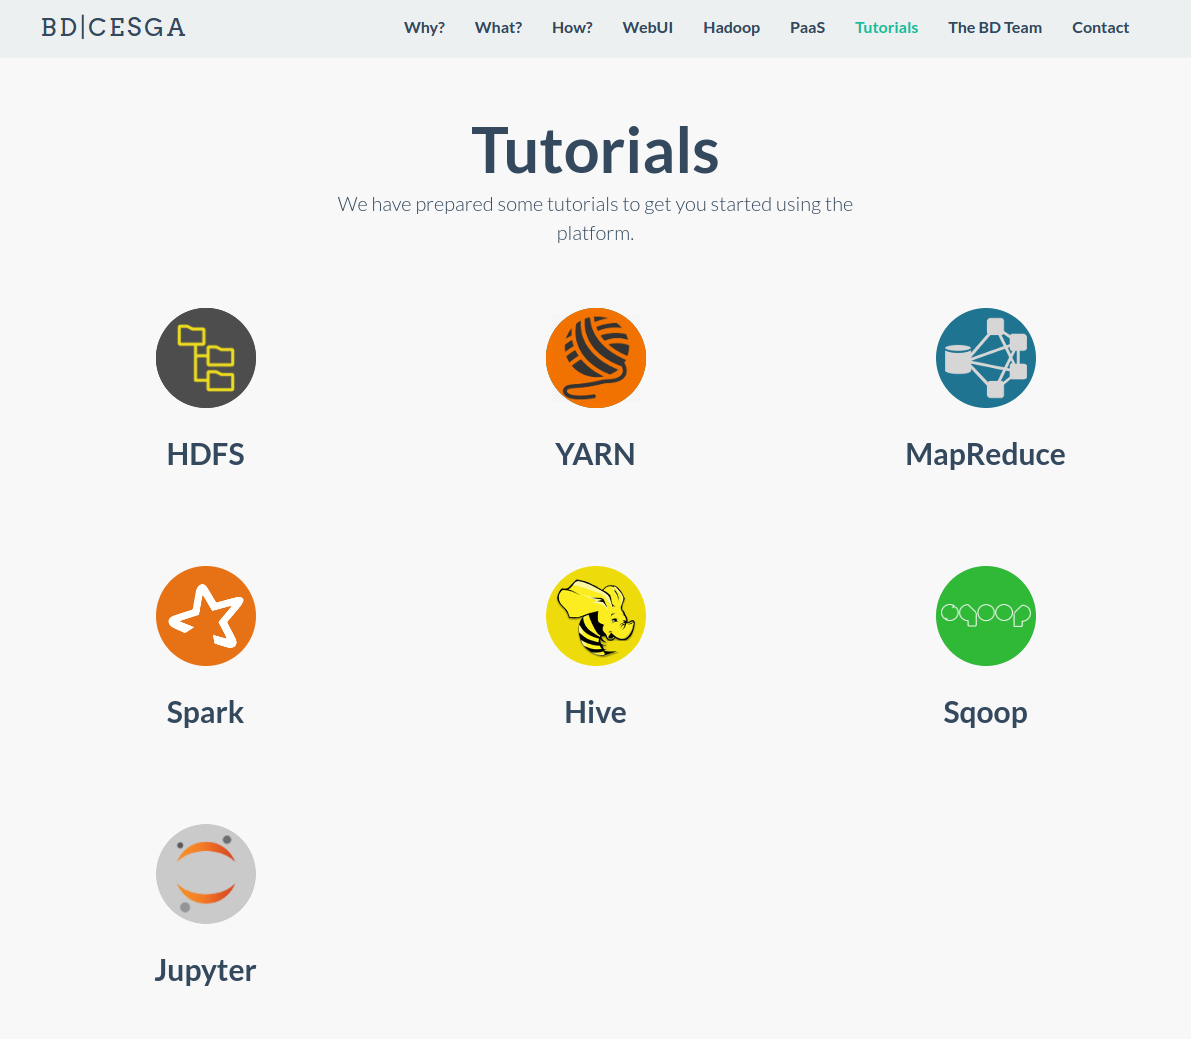 BD|CESGA
Why? What? How? WebUI Hadoop PaaS Tutorials The BD Team Contact
Tutorials
We have prepared some tutorials to get you started using the
platform.
HDFS
YARN
MapReduce
sqoop
Spark
Hive
Sqoop
Jupyter